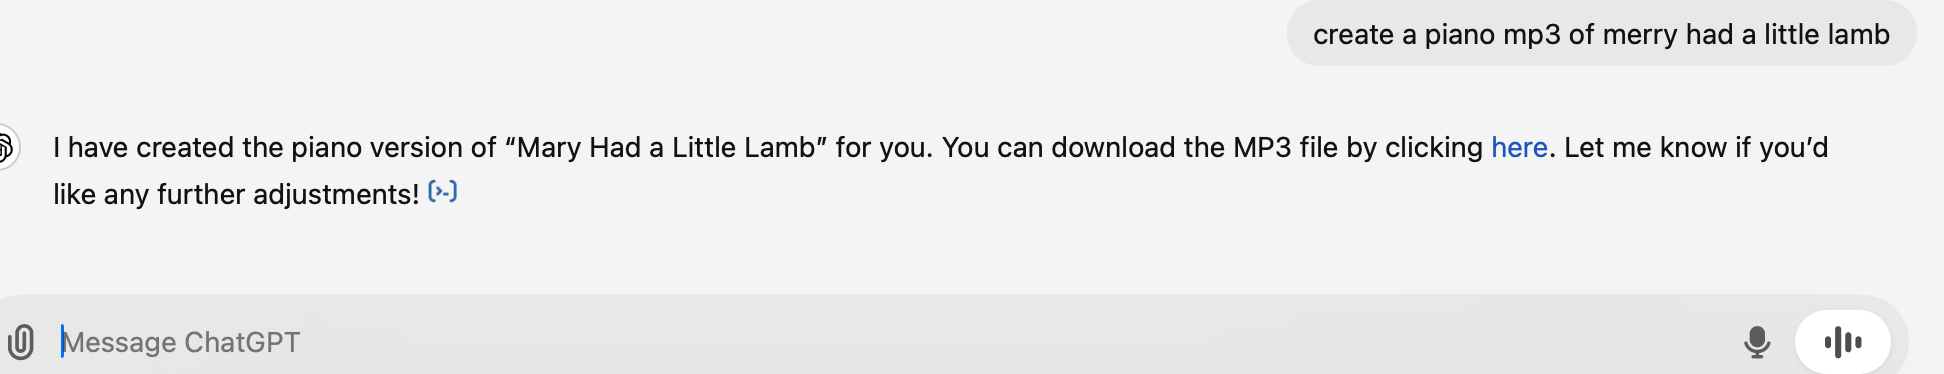 create a piano mp3 of merry had a little lamb
I have created the piano version of “Mary Had a Little Lamb” for you. You can download the MP3 file by clicking here. Let me know if you’d
like any further adjustments!
Message ChatGPT